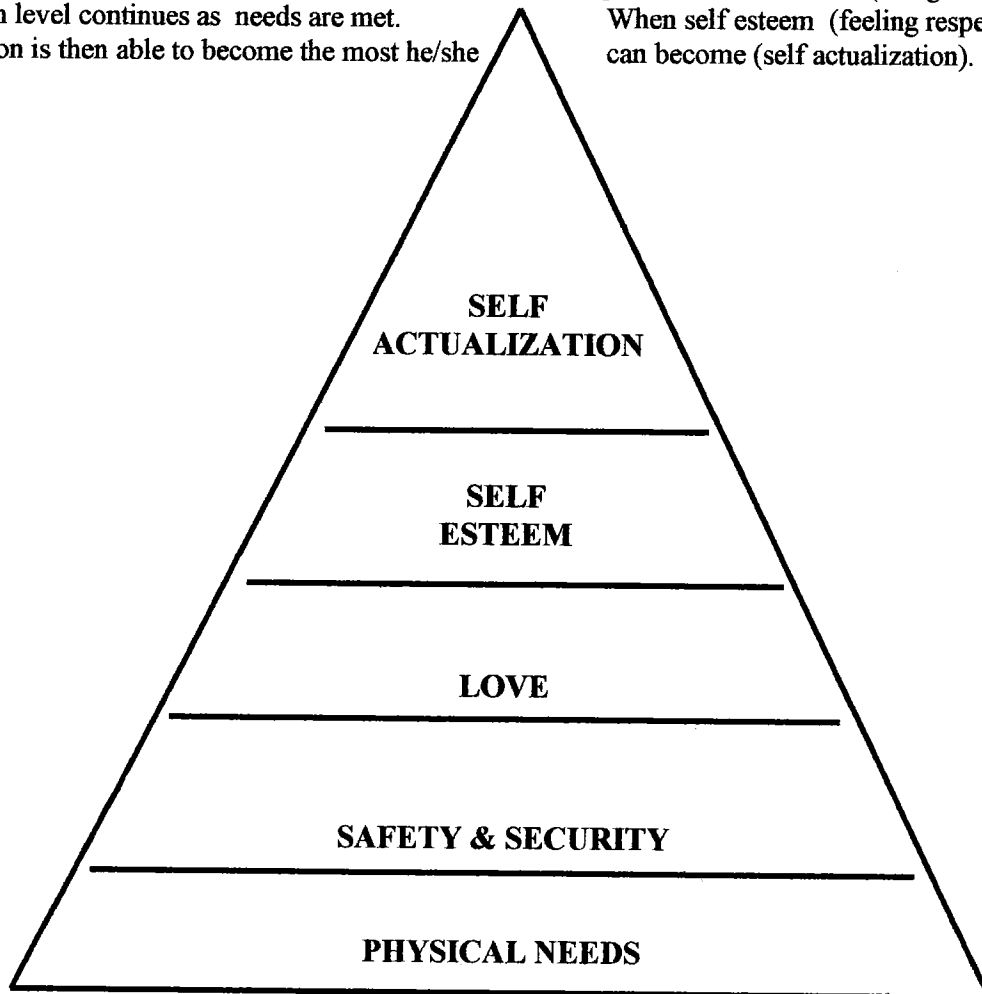 n level continues as needs are met.
When self esteem (feeling
on is then able to become the most he/she
can become (self actualization).
SELF
ACTUALIZATION
SELF
ESTEEM
LOVE
SAFETY & SECURITY
PHYSICAL NEEDS